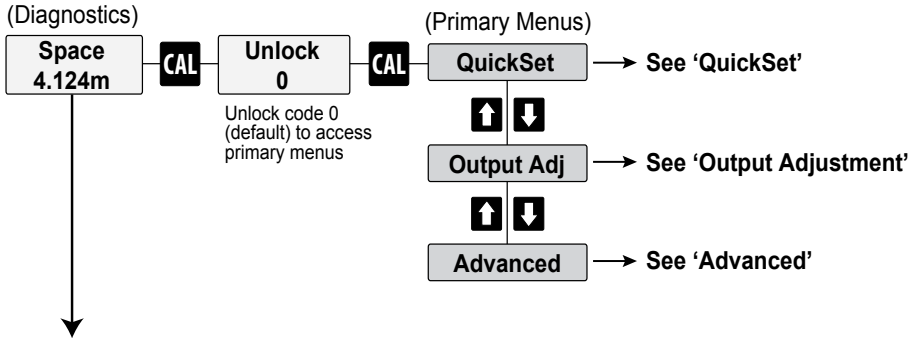 (Diagnostics)
Space
4.124m
CAL
Unlock
0
Unlock code 0
(default) to access
primary menus
CAL
(Primary Menus)
QuickSet
See ‘QuickSet’
Output Adj
See ‘Output Adjustment’
Advanced
See ‘Advanced’